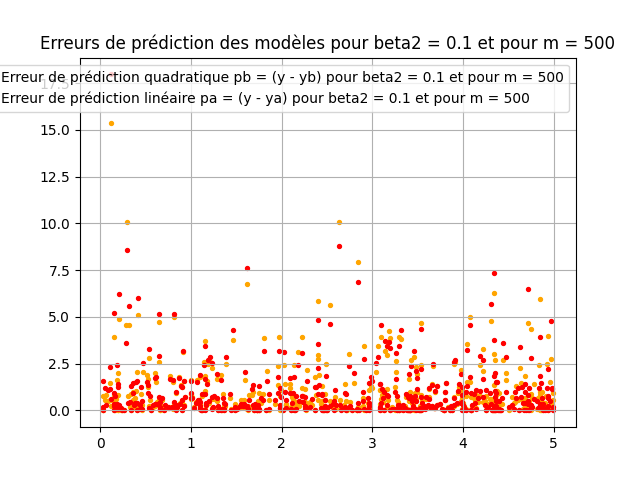 Erreurs de prédiction des modèles pour beta2 = 0.1 et pour m = 500
Erreur de prédiction quadratique pb = (y - yb) pour beta2 = 0.1 et pour m = 500
Erreur de prédiction linéaire pa = (y - ya) pour beta2 = 0.1 et pour m = 500
17.5
15.0
12.5
10.0
7.5
5.0
2.5
0.0
0 1 2 3 4 5